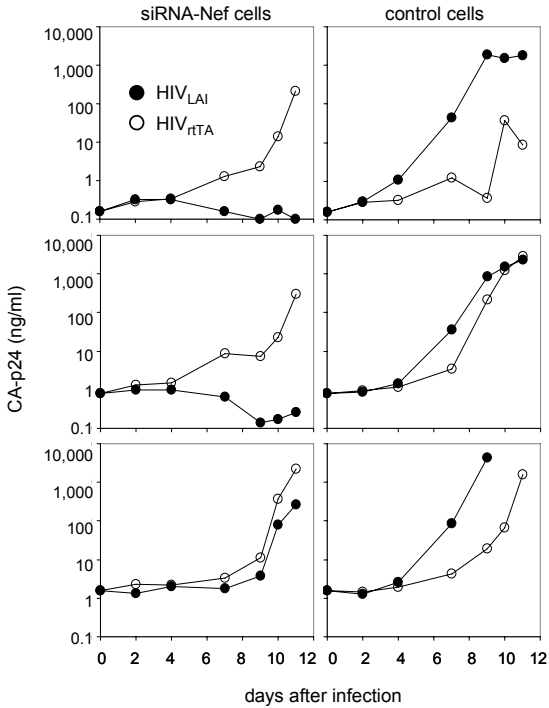 siRNA-Nef cells
control cells
10,000
1,000
100
10
1
0.1
HIVLAI
HIVrtTA
10,000
1,000
100
10
1
0.1
10,000
1,000
100
10
1
0.1
CA-p24 (ng/ml)
0 2 4 6 8 10 12
0 2 4 6 8 10 12
days after infection